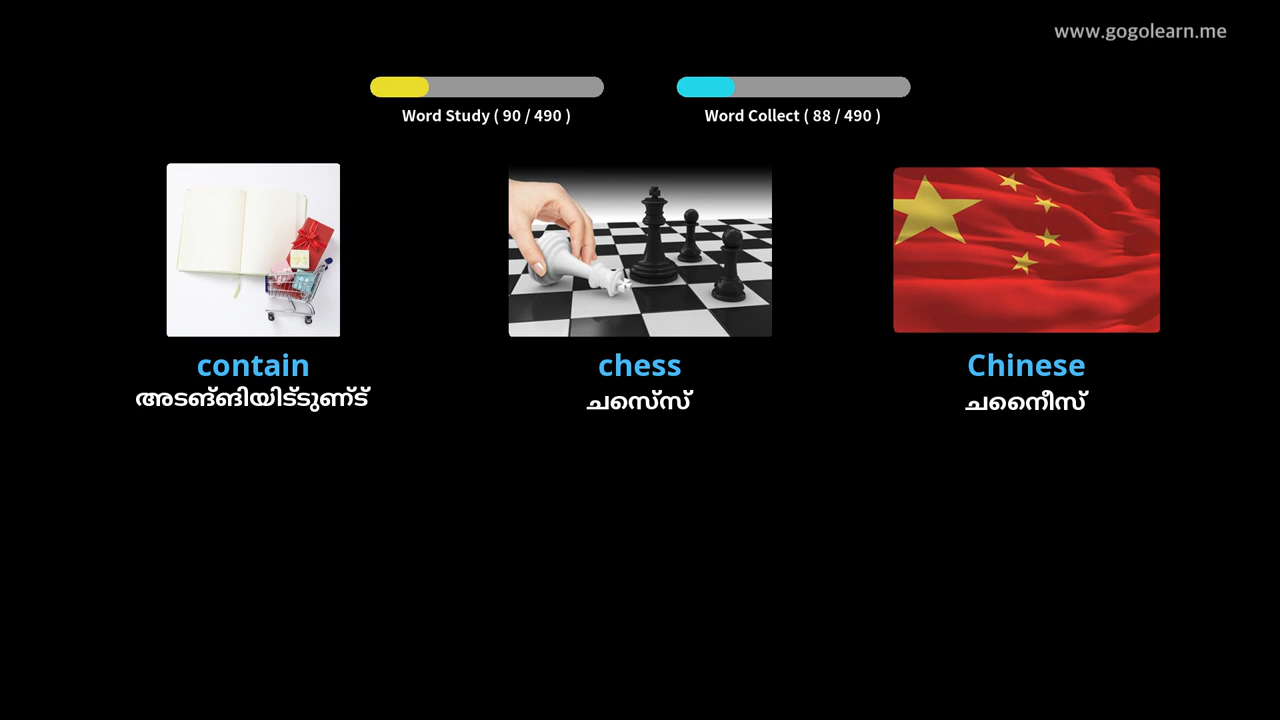 www.gogolearn.me
Word Study ( 90 / 490 )
Word Collect ( 88 / 490 )
contain
chess
Chinese
അടങ്ങിയിട്ടുണ്ട്
ചെസ്സ്
ചൈനീസ്